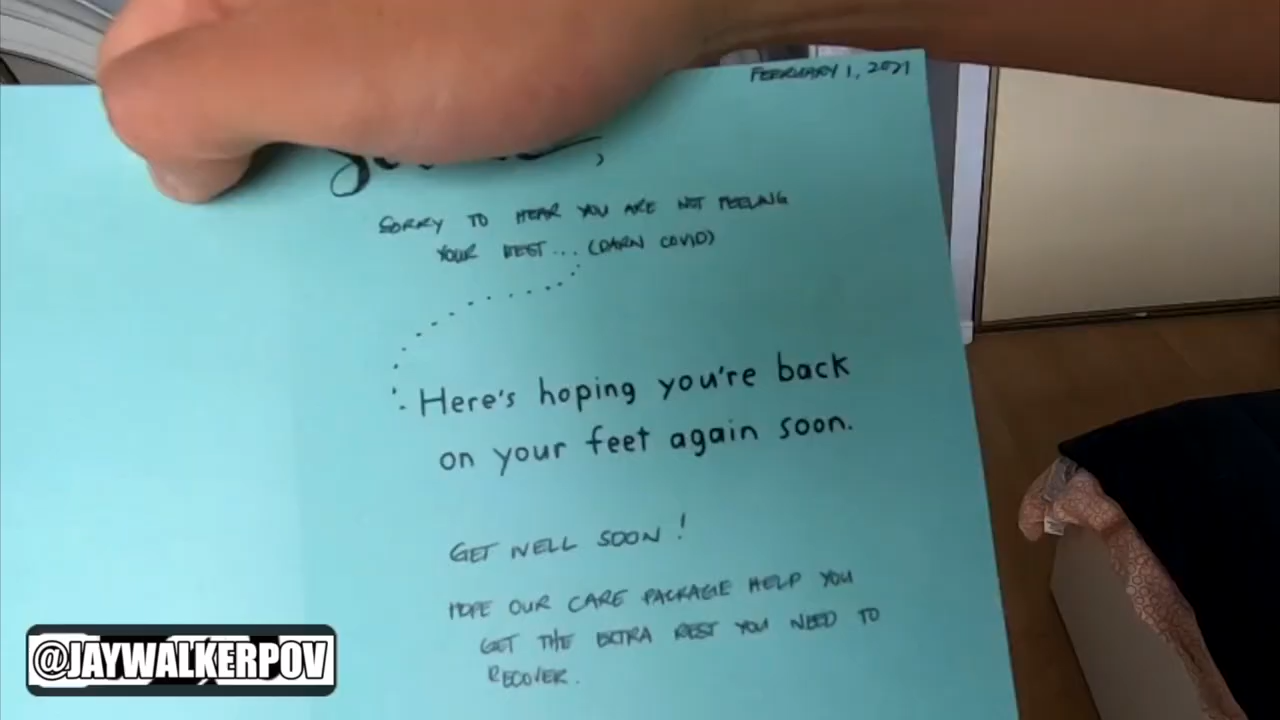 FEBRUARY 1, 2021
,
SORRY TO HEAR YOU ARE NOT FEELING
YOUR BEST... (DARN COVID)
Here's hoping you're back
on your feet again soon.
GET WELL SOON!
HOPE OUR CARE PACKAGE HELP YOU
GET THE EXTRA REST YOU NEED TO
RECOVER.
@JAYWALKERPOV